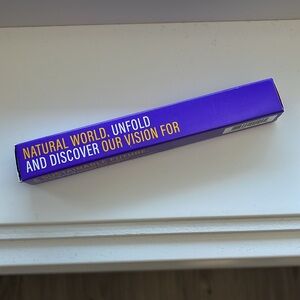 NATURAL WORLD. UNFOLD
AND DISCOVER OUR VISION FOR